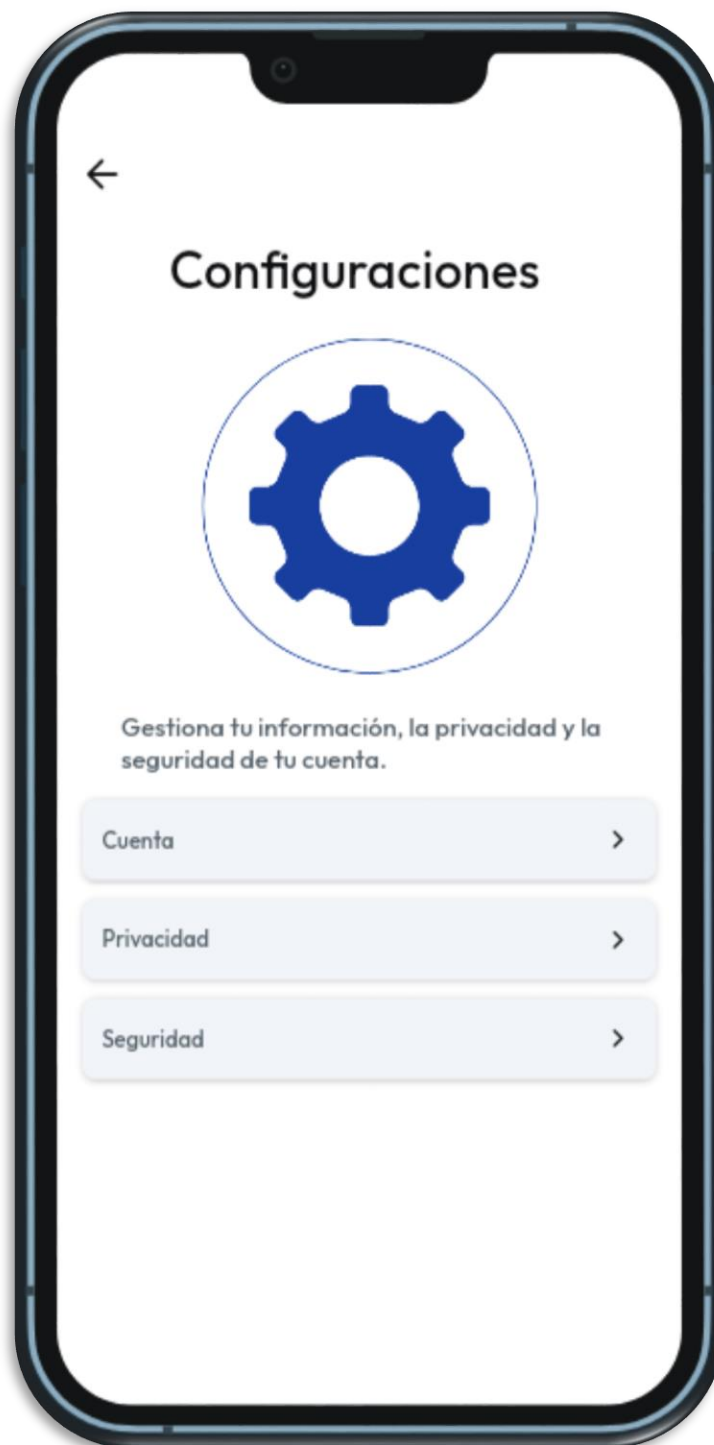 Configuraciones
Gestiona tu información, la privacidad y la
seguridad de tu cuenta.
Cuenta
Privacidad
Seguridad